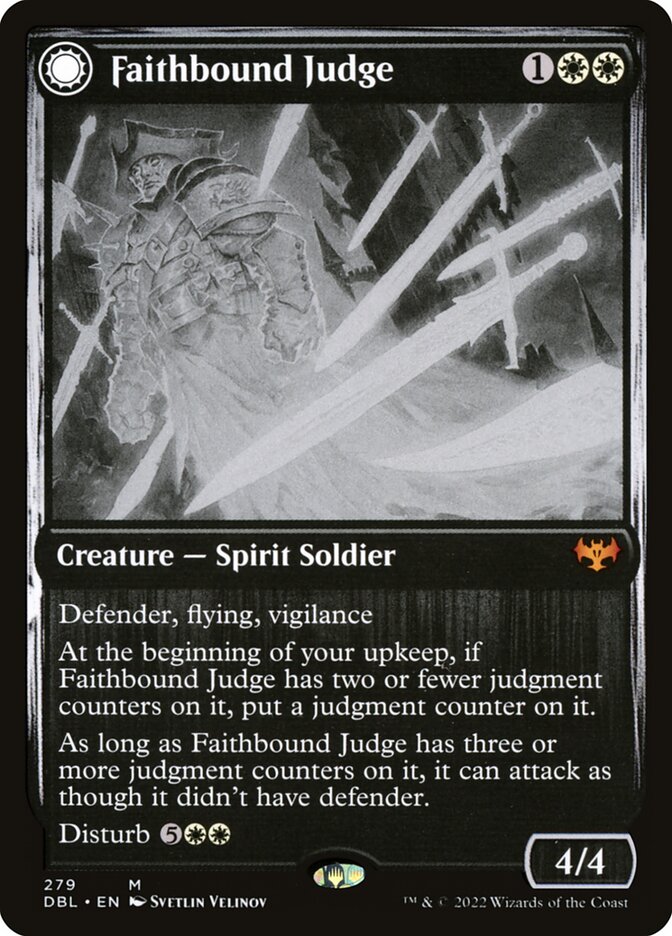 Faithbound Judge 1
Creature — Spirit Soldier
Defender, flying, vigilance
At the beginning of your upkeep, if
Faithbound Judge has two or fewer judgment
counters on it, put a judgment counter on it.
As long as Faithbound Judge has three or
more judgment counters on it, it can attack as
though it didn't have defender.
Disturb 5
4/4
279 M
DBL • EN Svetlin Velinov
™ & © 2022 Wizards of the Coast